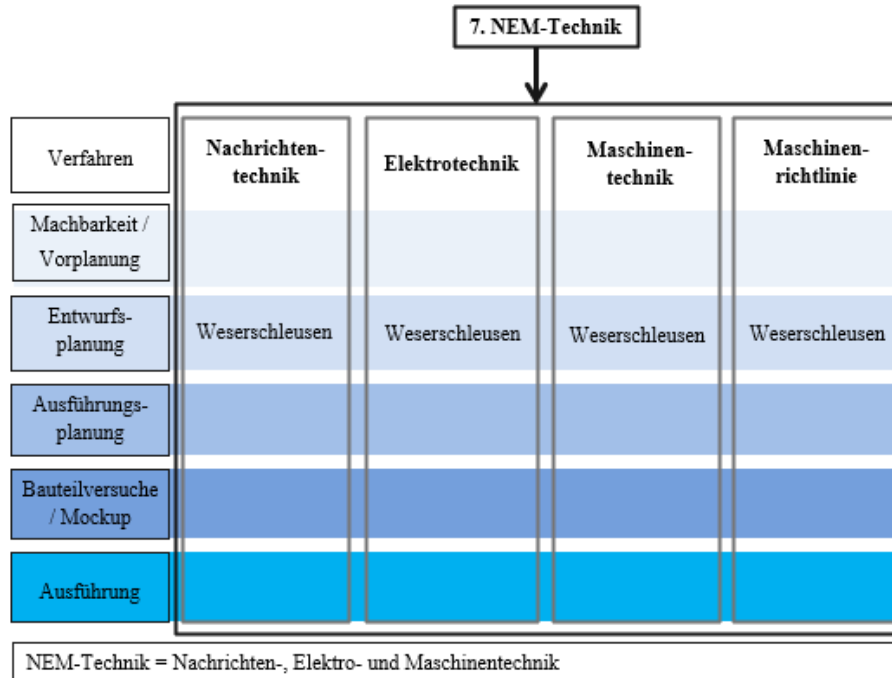 7. NEM-Technik
Verfahren
Nachrichten-
technik
Elektrotechnik
Maschinen-
technik
Maschinen-
richtlinie
Machbarkeit /
Vorplanung
Entwurfs-
planung
Weserschleusen
Weserschleusen
Weserschleusen
Weserschleusen
Ausführungs-
planung
Bauteilversuche
/ Mockup
Ausführung
NEM-Technik = Nachrichten-, Elektro- und Maschinentechnik